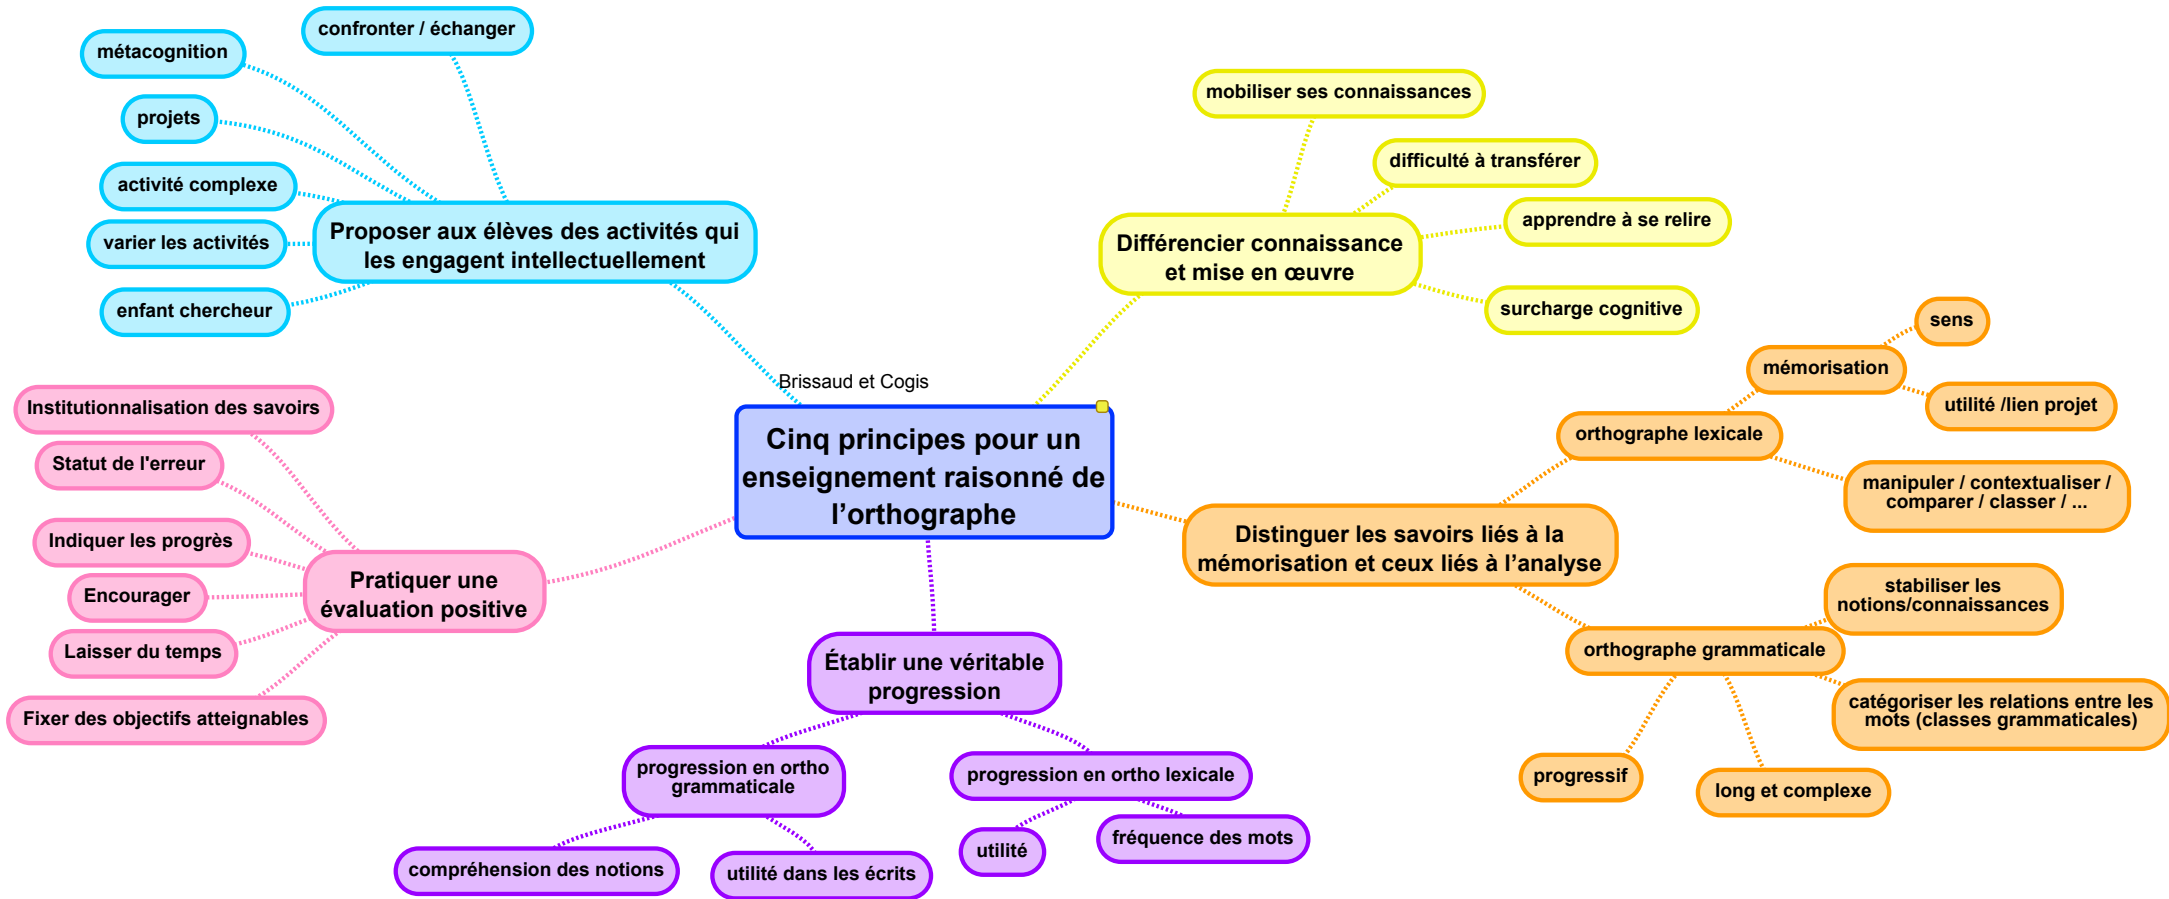 confronter / échanger
métacognition
projets
activité complexe
varier les activités
enfant chercheur
Proposer aux élèves des activités qui
les engagent intellectuellement
mobiliser ses connaissances
difficulté à transférer
apprendre à se relire
surcharge cognitive
Différencier connaissance
et mise en œuvre
Brissaud et Cogis
Cinq principes pour un
enseignement raisonné de
l’orthographe
sens
mémorisation
utilité /lien projet
orthographe lexicale
manipuler / contextualiser /
comparer / classer / ...
Distinguer les savoirs liés à la
mémorisation et ceux liés à l’analyse
stabiliser les
notions/connaissances
orthographe grammaticale
catégoriser les relations entre les
mots (classes grammaticales)
progressif
long et complexe
Institutionnalisation des savoirs
Statut de l'erreur
Indiquer les progrès
Encourager
Laisser du temps
Fixer des objectifs atteignables
Pratiquer une
évaluation positive
Établir une véritable
progression
progression en ortho
grammaticale
progression en ortho lexicale
compréhension des notions
utilité dans les écrits
utilité
fréquence des mots